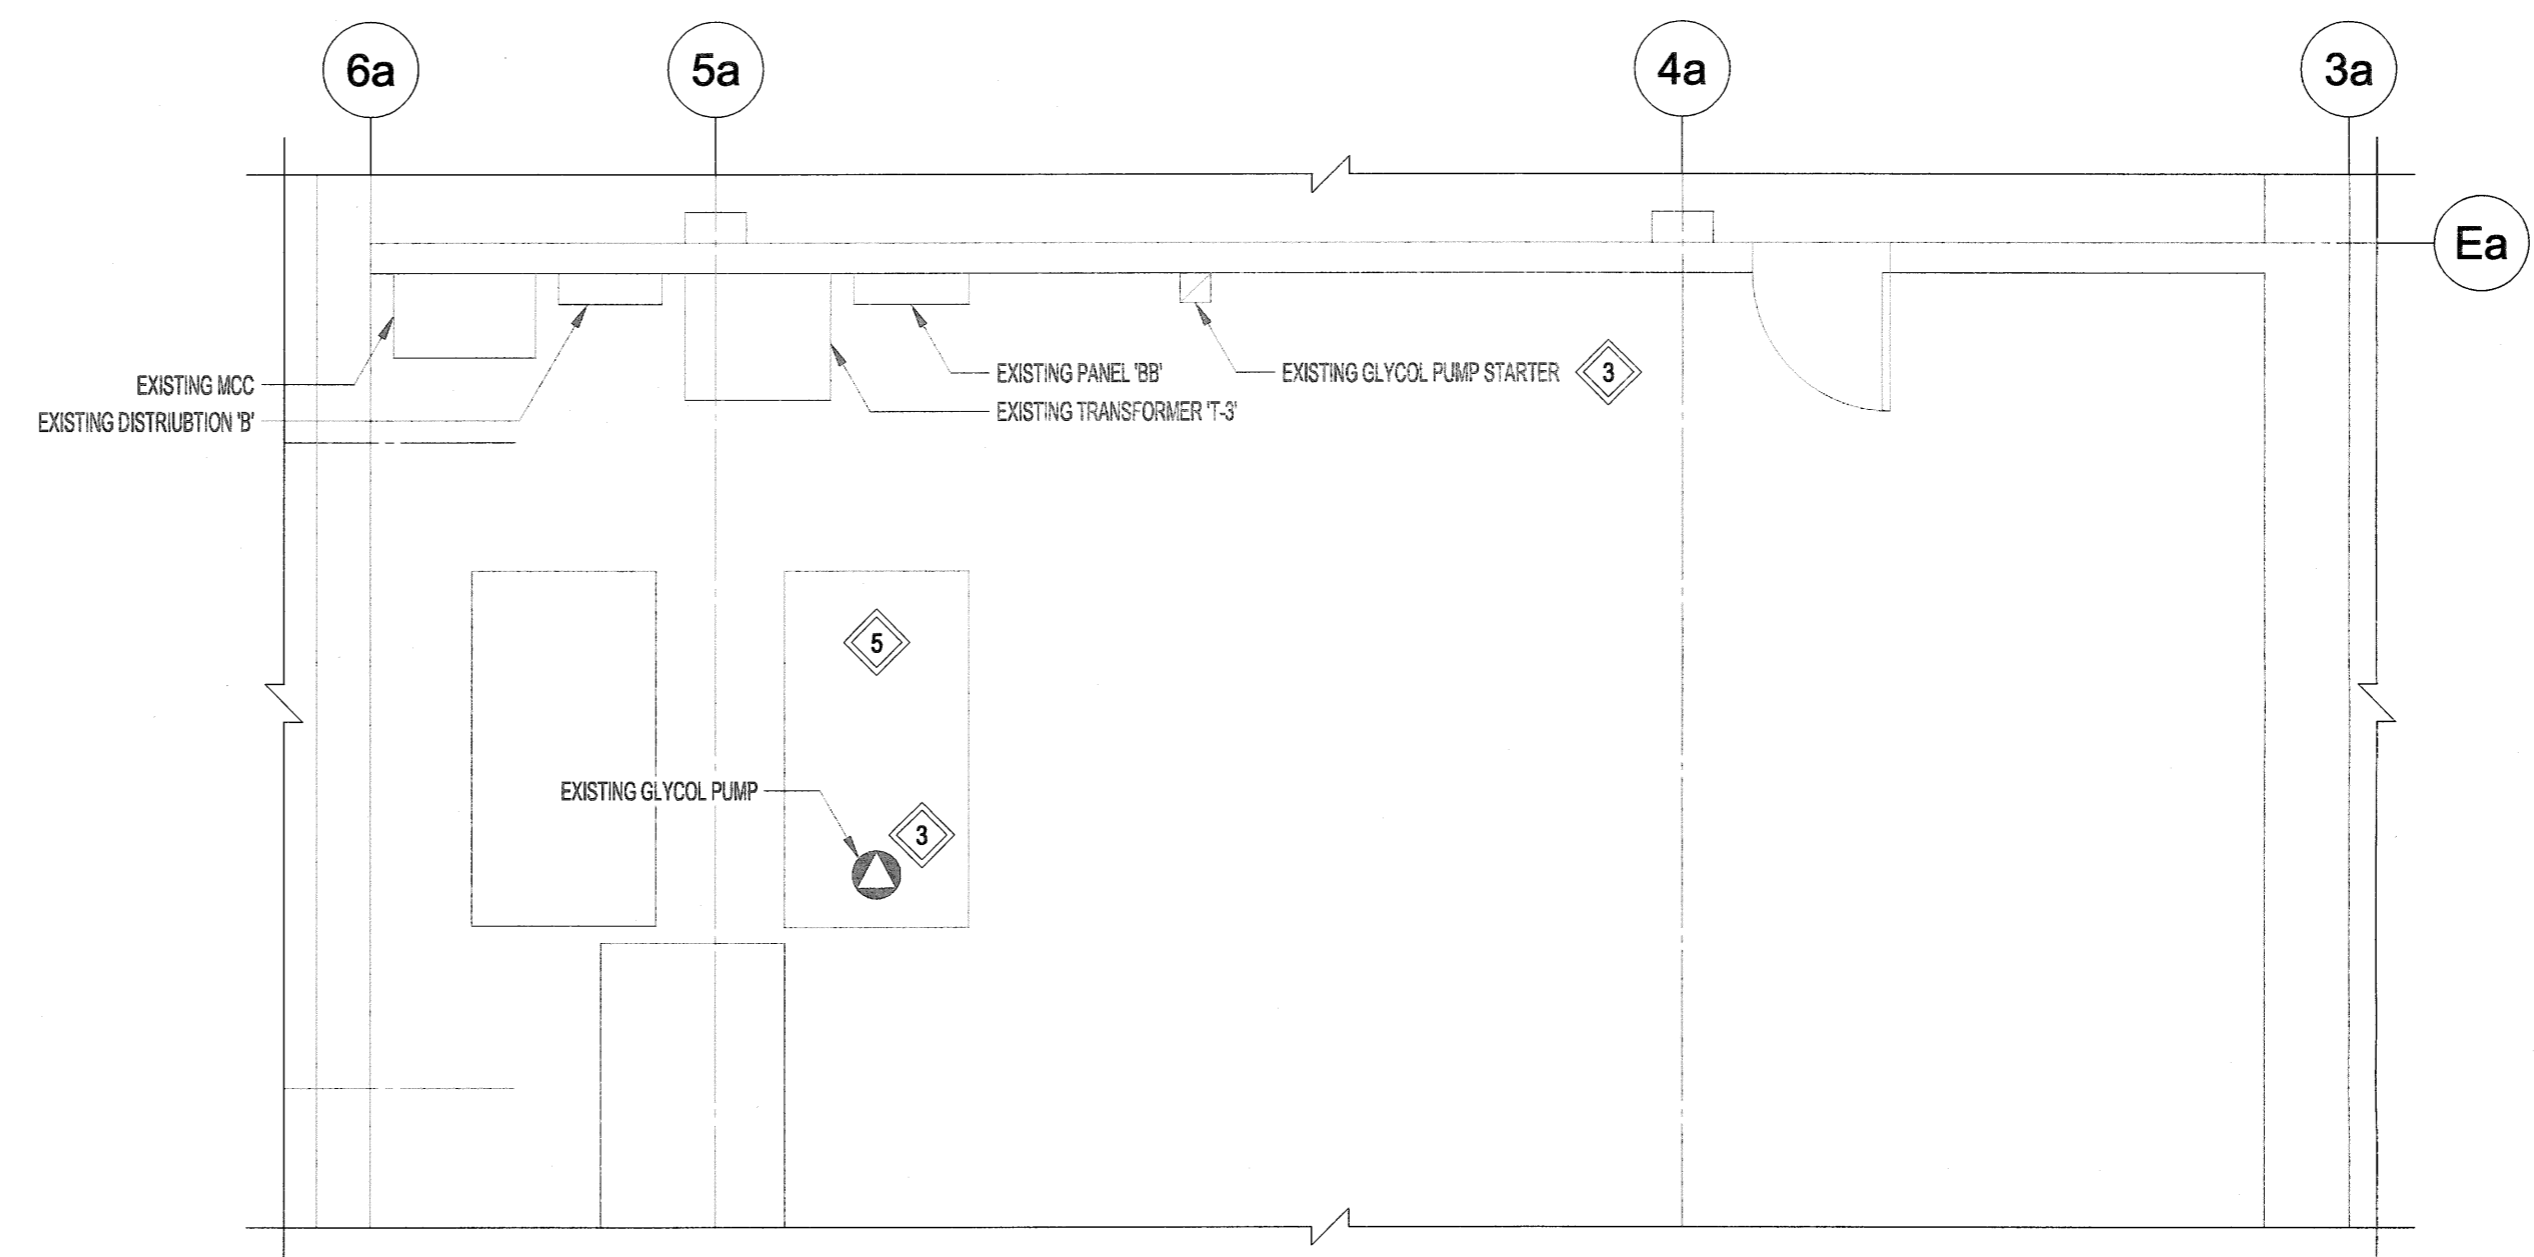 6a
5a
4a
3a
Ea
EXISTING MCC
EXISTING DISTRIUBTION 'B'
EXISTING PANEL 'BB'
EXISTING TRANSFORMER 'T-3'
EXISTING GLYCOL PUMP STARTER
3
5
EXISTING GLYCOL PUMP
3